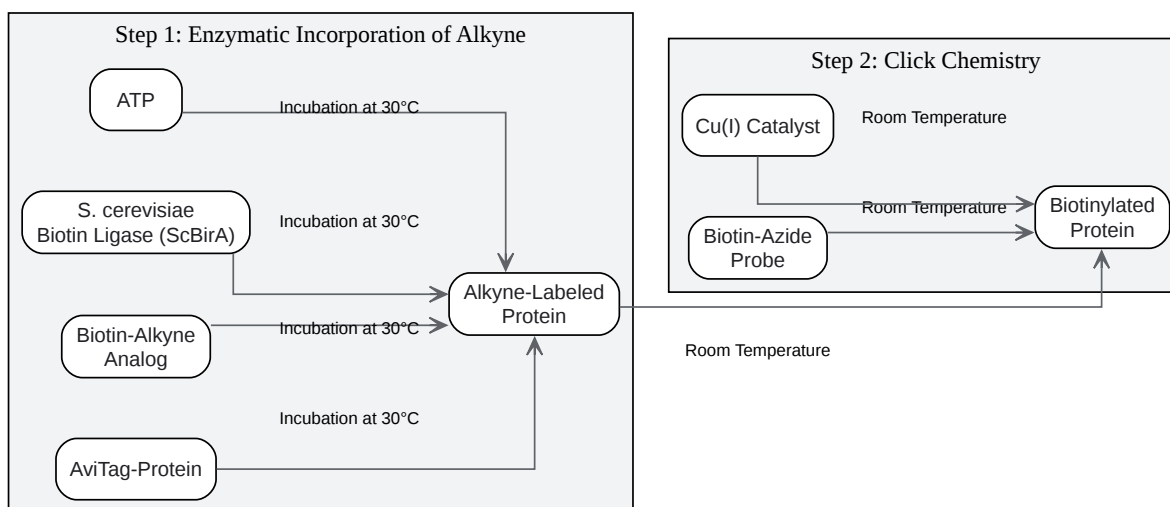 Step 1: Enzymatic Incorporation of Alkyne
ATP
Incubation at 30°C
S. cerevisiae
Biotin Ligase (ScBirA)
Incubation at 30°C
Biotin-Alkyne
Analog
Incubation at 30°C
AviTag-Protein
Incubation at 30°C
Alkyne-Labeled
Protein
Step 2: Click Chemistry
Cu(I) Catalyst
Room Temperature
Biotin-Azide
Probe
Room Temperature
Biotinylated
Protein
Room Temperature